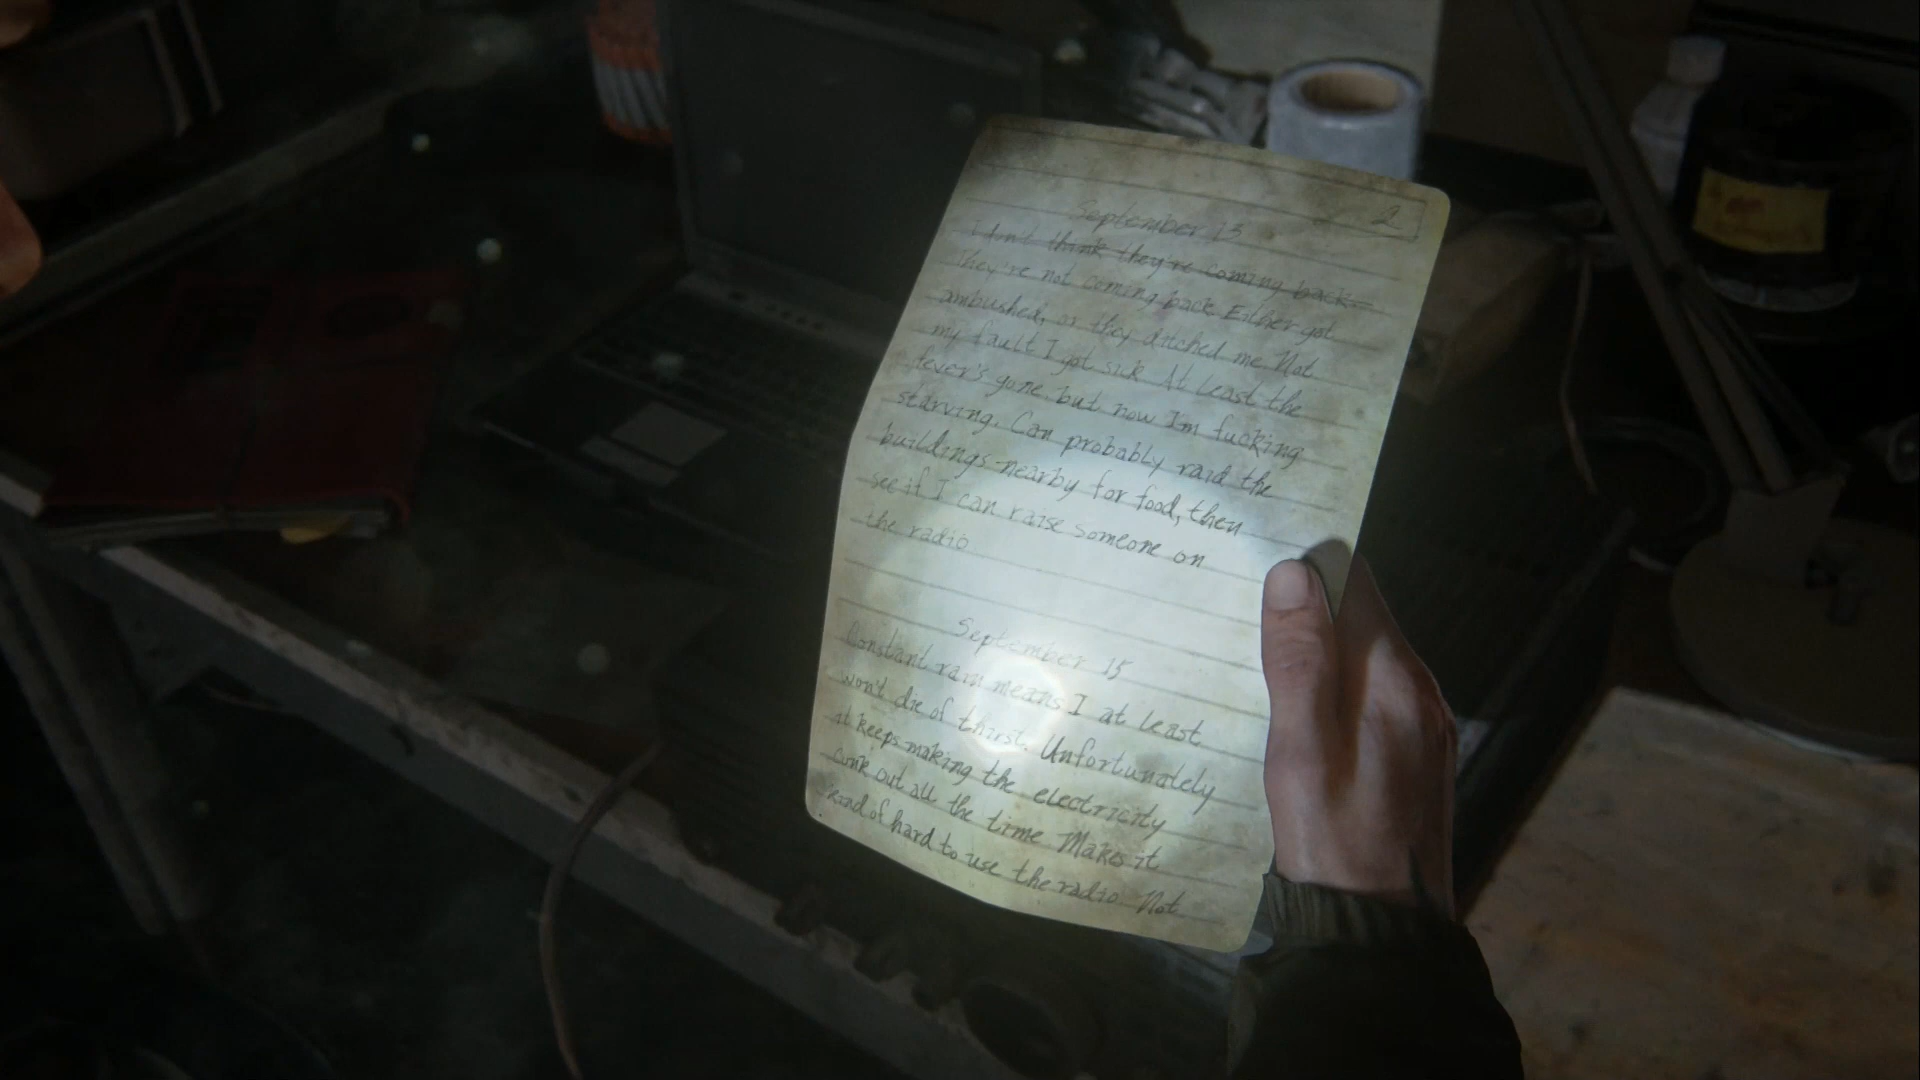 2
September 13
I don't think they're coming back.
They're not coming back. Either got
ambushed, or they ditched me. Not
my fault I got sick. At least the
fever's gone, but now I'm fucking
starving. Can probably raid the
buildings nearby for food, then
see if I can raise someone on
the radio
September 15
Constant rain means I at least
won't die of thirst. Unfortunately
it keeps making the electricity
conk out all the time. Makes it
kind of hard to use the radio. Not